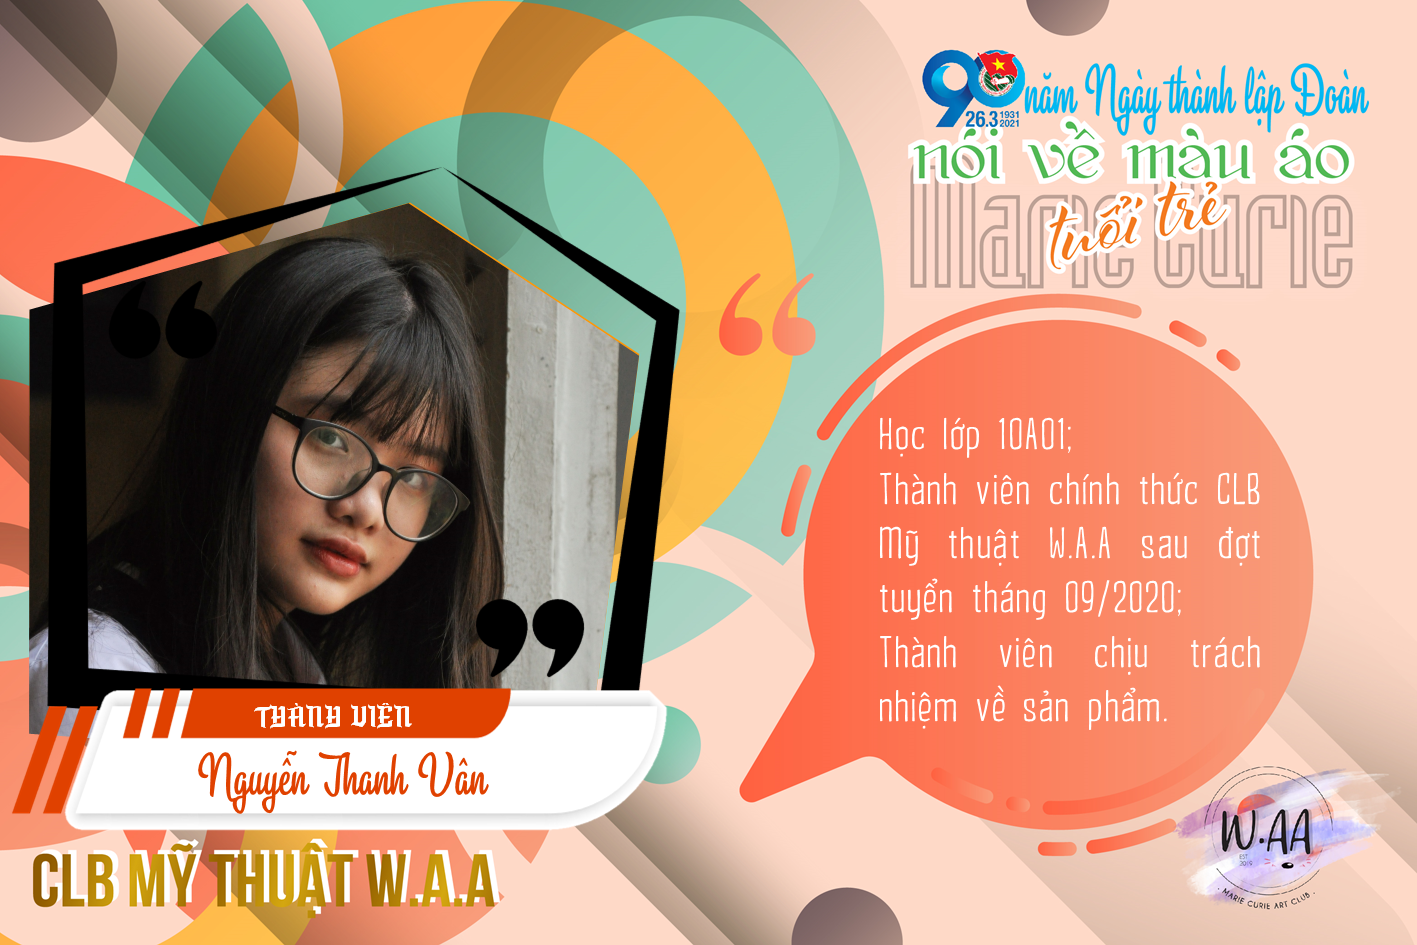 90 năm Ngày thành lập Đoàn
26.3 1931 2021
nói về màu áo
tuổi trẻ
Marie Curie
Học lớp 10A01;
Thành viên chính thức CLB
Mỹ thuật W.A.A sau đợt
tuyển tháng 09/2020;
Thành viên chịu trách
nhiệm về sản phẩm.
THÀNH VIÊN
Nguyễn Thanh Vân
CLB MỸ THUẬT W.A.A
W.AA
MARIE CURIE ART CLUB